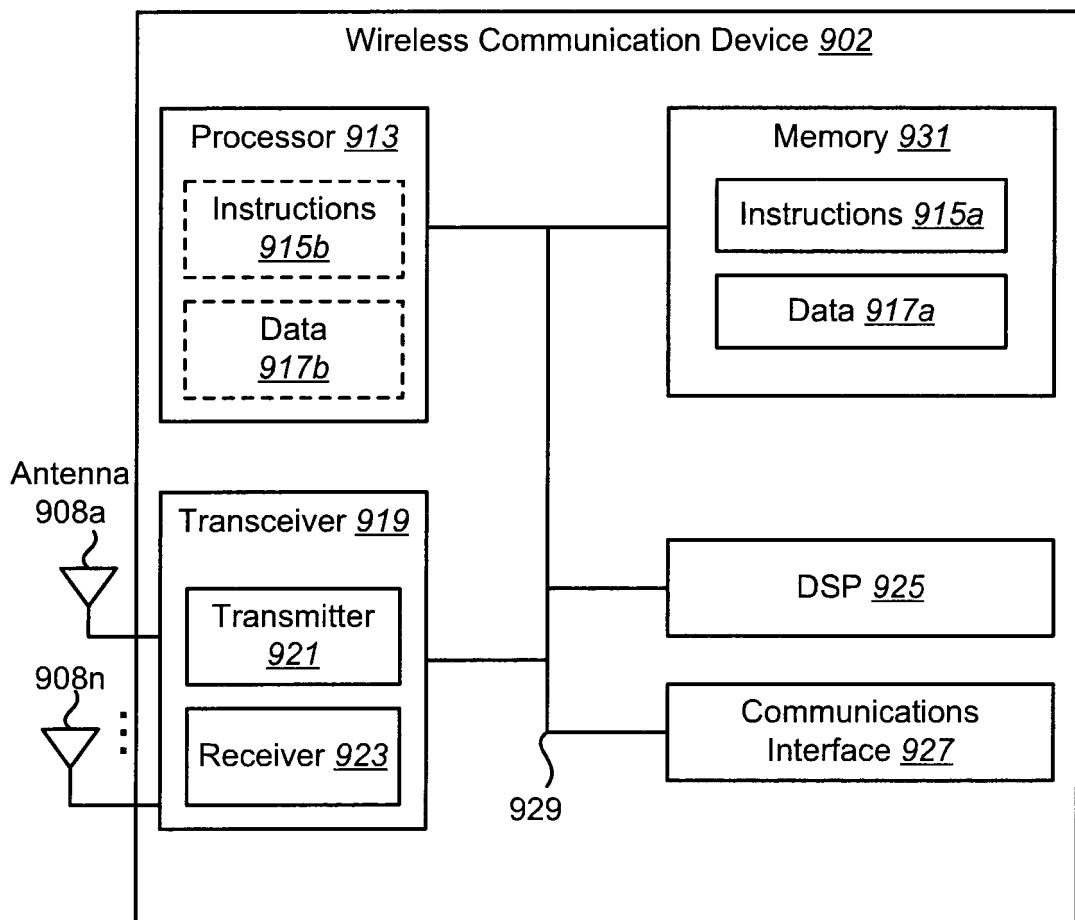 Wireless Communication Device 902
Processor 913
Instructions
915b
Data
917b
Memory 931
Instructions 915a
Data 917a
Antenna
908a
908n
Transceiver 919
Transmitter
921
Receiver 923
DSP 925
Communications
Interface 927
929